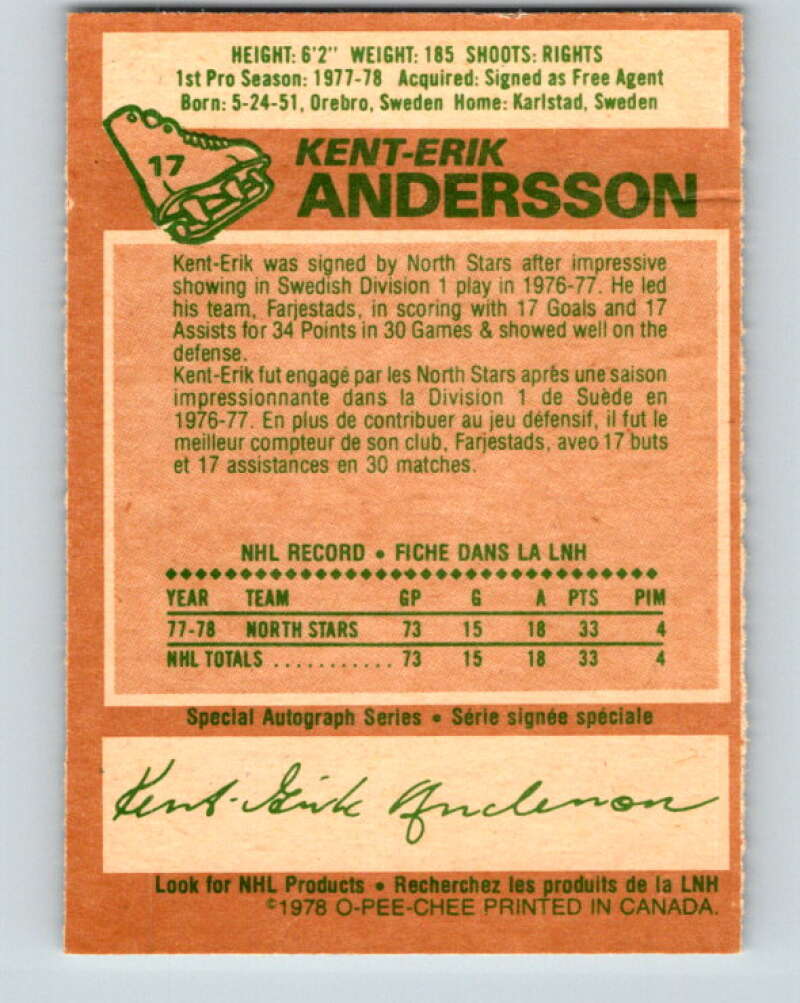 HEIGHT: 6'2" WEIGHT: 185 SHOOTS: RIGHTS
1st Pro Season: 1977-78 Acquired: Signed as Free Agent
Born: 5-24-51, Orebro, Sweden Home: Karlstad, Sweden
17
KENT-ERIK
ANDERSSON
Kent-Erik was signed by North Stars after impressive
showing in Swedish Division 1 play in 1976-77. He led
his team, Farjestads, in scoring with 17 Goals and 17
Assists for 34 Points in 30 Games & showed well on the
defense.
Kent-Erik fut engagé par les North Stars après une saison
impressionnante dans la Division 1 de Suède en
1976-77. En plus de contribuer au jeu défensif, il fut le
meilleur compteur de son club, Farjestads, avec 17 buts
et 17 assistances en 30 matches.
NHL RECORD • FICHE DANS LA LNH
YEAR TEAM GP G A PTS PIM
77-78 NORTH STARS 73 15 18 33 4
NHL TOTALS ........... 73 15 18 33 4
Special Autograph Series • Série signée spéciale
Kent-Erik Andersson
Look for NHL Products • Recherchez les produits de la LNH
©1978 O-PEE-CHEE PRINTED IN CANADA.